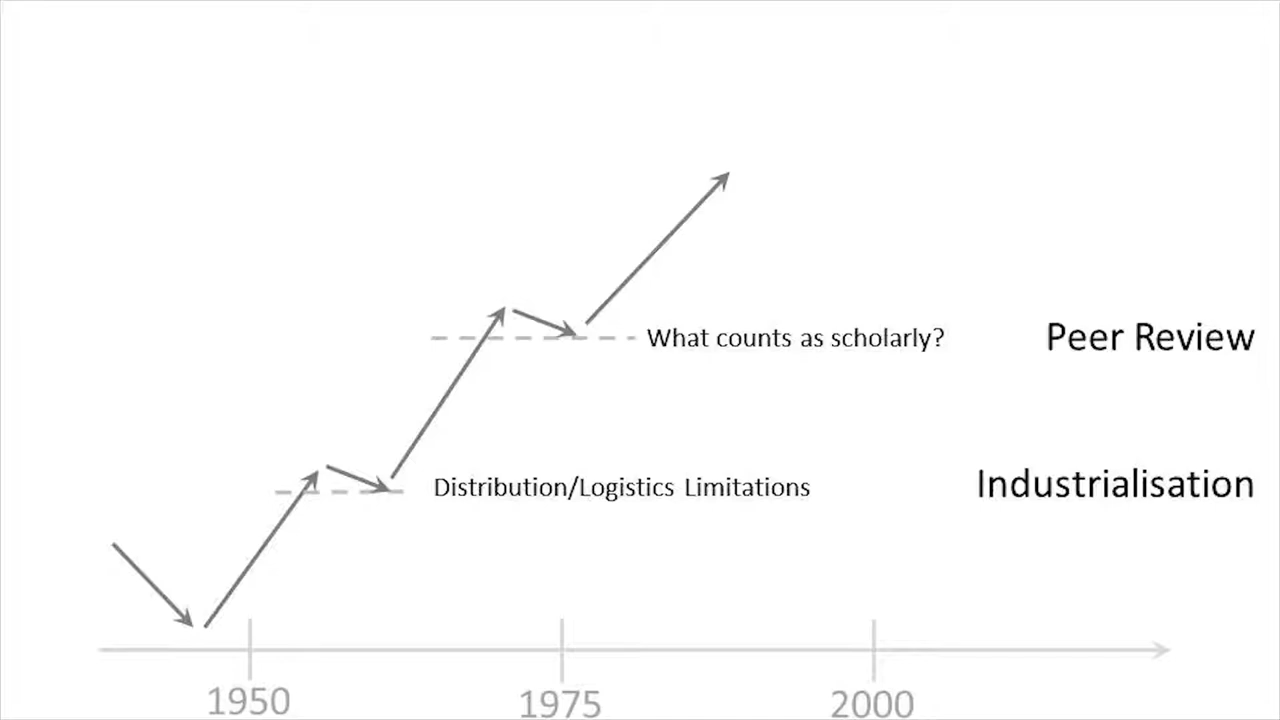 What counts as scholarly?
Peer Review
Distribution/Logistics Limitations
Industrialisation
1950
1975
2000